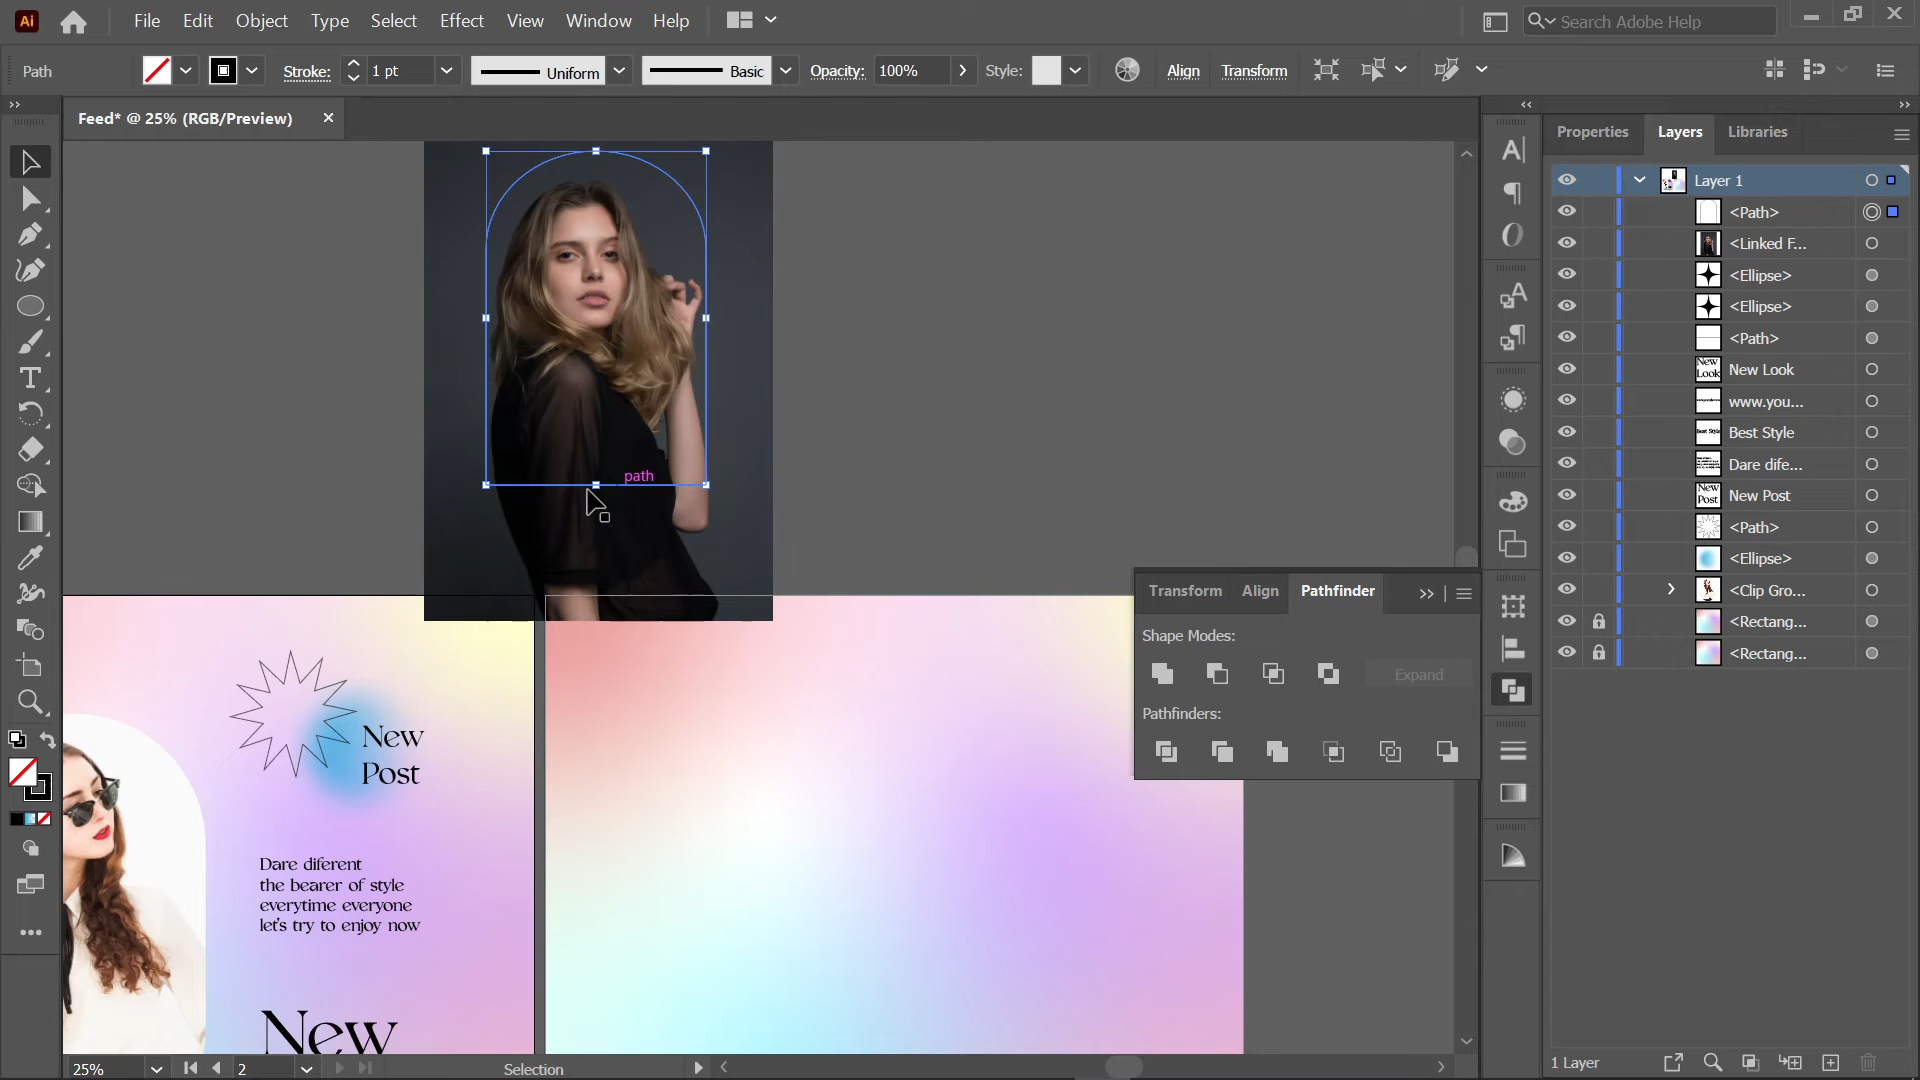 Ai File Edit Object Type Select Effect View Window Help Search Adobe Help
Path Stroke: 1 pt Uniform Basic Opacity: 100% Style: Align Transform
Feed* @ 25% (RGB/Preview)
Properties Layers Libraries
Layer 1
<Path>
<Linked F...
<Ellipse>
<Ellipse>
<Path>
New Look
www.you...
Best Style
Dare dife...
New Post
<Path>
<Ellipse>
<Clip Gro...
<Rectang...
<Rectang...
path
Transform Align Pathfinder
Shape Modes:
Expand
Pathfinders:
New
Post
Dare diferent
the bearer of style
everytime everyone
let's try to enjoy now
New
25% 2 Selection
1 Layer